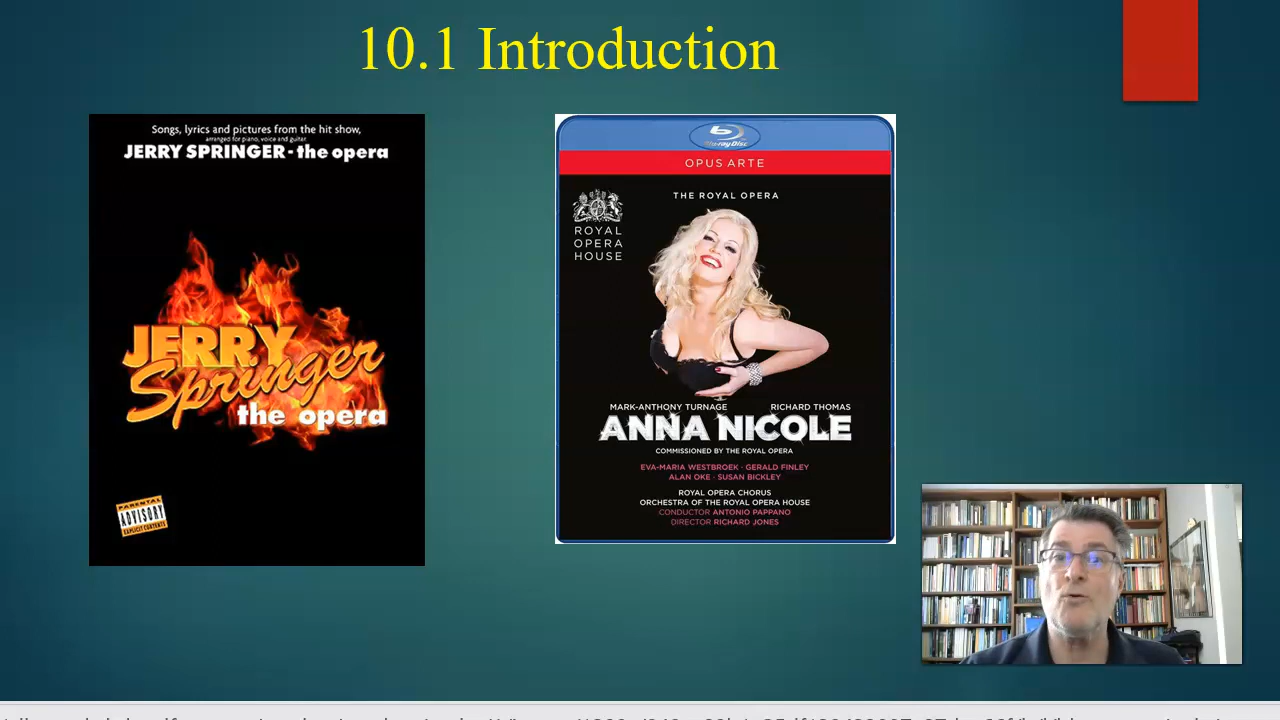 10.1 Introduction
Songs, lyrics and pictures from the hit show,
arranged for piano, voice and guitar.
JERRY SPRINGER - the opera
JERRY
Springer
the opera
PARENTAL
ADVISORY
EXPLICIT CONTENTS
Blu-ray Disc
OPUS ARTE
THE ROYAL OPERA
ROYAL
OPERA
HOUSE
MARK-ANTHONY TURNAGE RICHARD THOMAS
ANNA NICOLE
COMMISSIONED BY THE ROYAL OPERA
EVA-MARIA WESTBROEK · GERALD FINLEY
ALAN OKE · SUSAN BICKLEY
ROYAL OPERA CHORUS
ORCHESTRA OF THE ROYAL OPERA HOUSE
CONDUCTOR ANTONIO PAPPANO
DIRECTOR RICHARD JONES